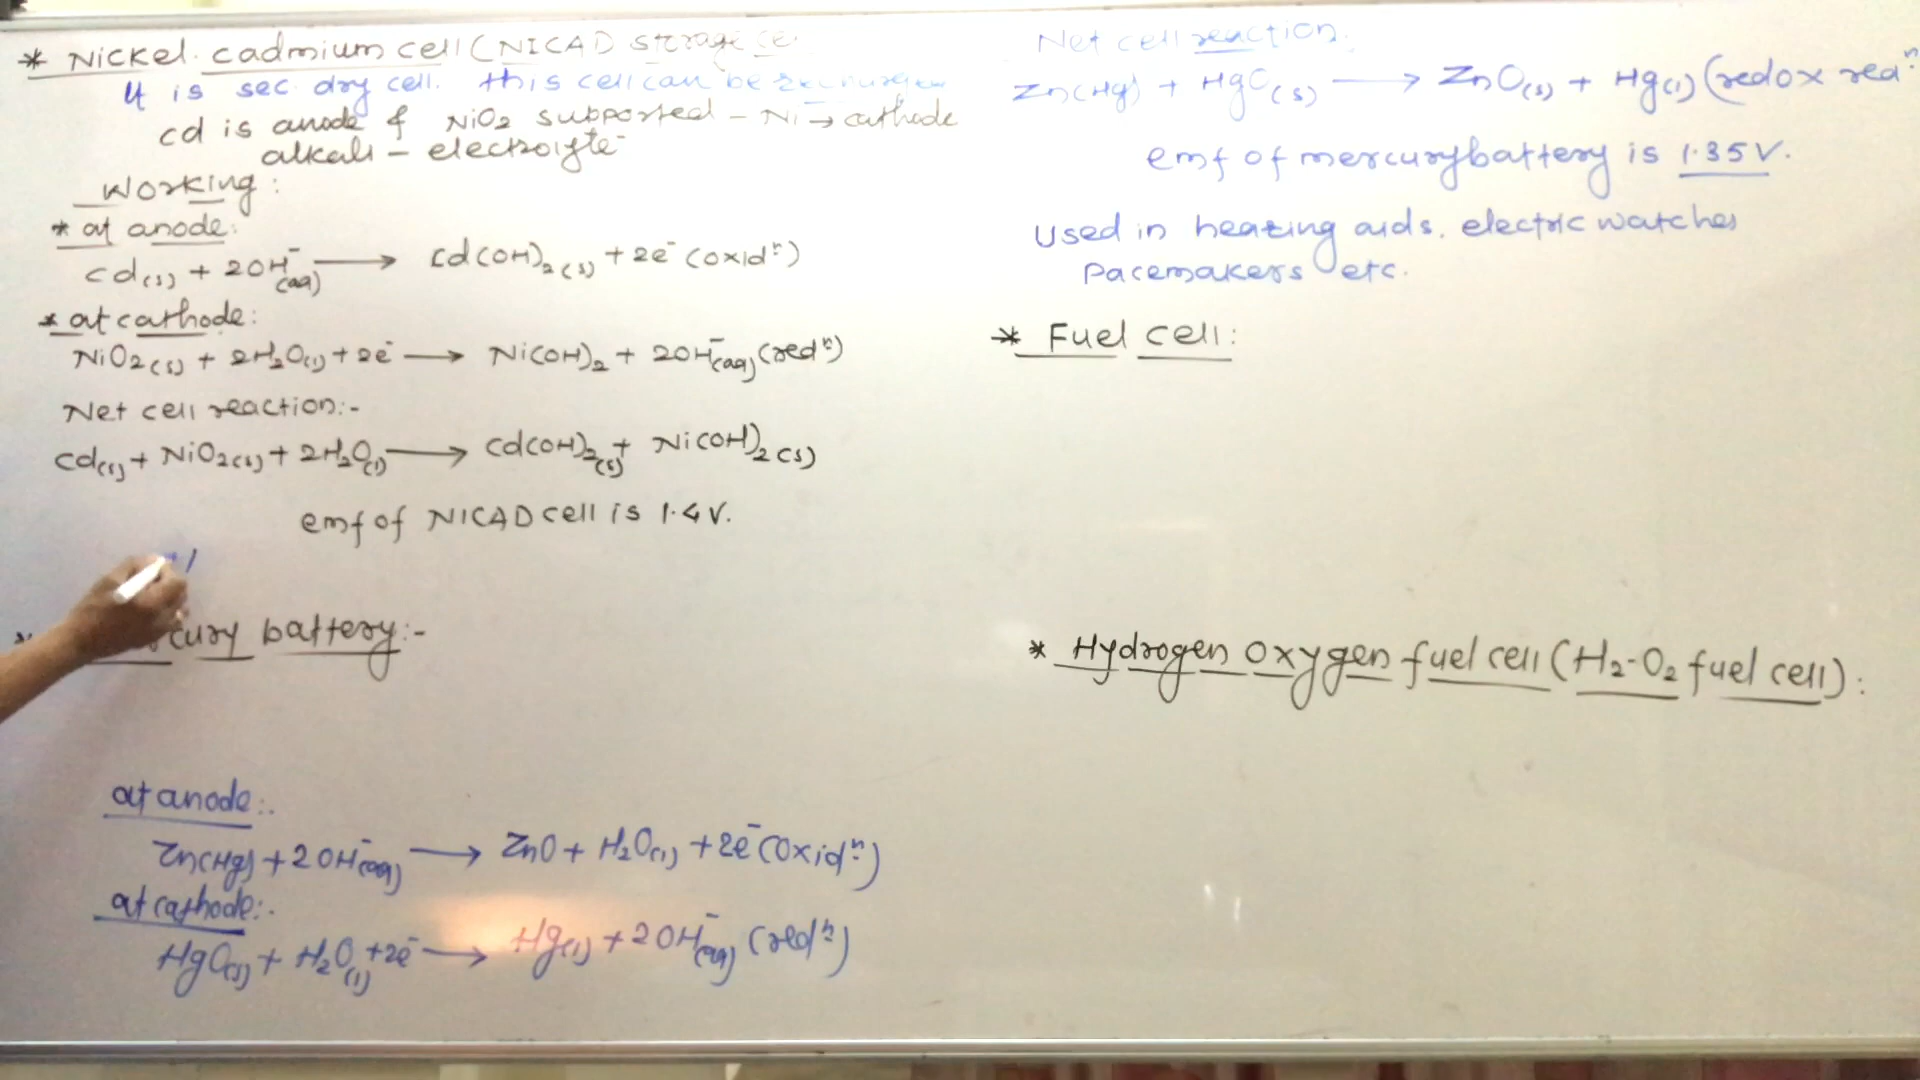 * Nickel. cadmium cell (NICAD storage
It is sec. dry cell. this cell can be
cd is anode & NiO₂ supported - Ni → cathode
alkali - electrolyte
Working:
* at anode:
Cd(s) + 2OH⁻(aq) → Cd(OH)₂(s) + 2e⁻ (oxidⁿ)
* at cathode:
NiO₂(s) + 2H₂O(l) + 2e⁻ → Ni(OH)₂ + 2OH⁻(aq) (redⁿ)
Net cell reaction:-
Cd(s) + NiO₂(s) + 2H₂O(l) → Cd(OH)₂(s) + Ni(OH)₂(s)
emf of NICAD cell is 1.4 V.
battery:-
at anode:.
Zn(Hg) + 2OH⁻(aq) → ZnO + H₂O(l) + 2e⁻ (Oxidⁿ)
at cathode:.
HgO(s) + H₂O(l) + 2e⁻ → Hg(l) + 2OH⁻(aq) (redⁿ)
Net cell reaction.
Zn(Hg) + HgO(s) → ZnO(s) + Hg(l) (redox reaⁿ.
emf of mercury battery is 1.35 V.
Used in hearing aids. electric watches
Pacemakers etc.
* Fuel cell:
* Hydrogen Oxygen fuel cell (H₂-O₂ fuel cell):